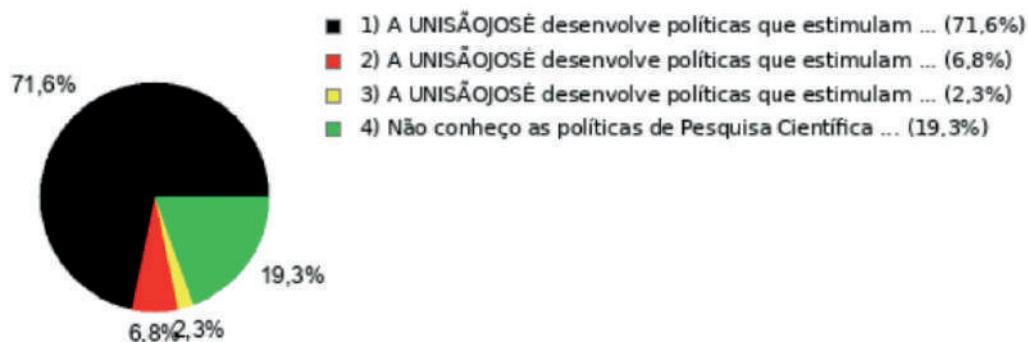 1) A UNISÃOJOSÉ desenvolve políticas que estimulam ... (71,6%)
2) A UNISÃOJOSÉ desenvolve políticas que estimulam ... (6,8%)
3) A UNISÃOJOSÉ desenvolve políticas que estimulam ... (2,3%)
4) Não conheço as políticas de Pesquisa Científica ... (19,3%)
71,6%
19,3%
6,8%
2,3%